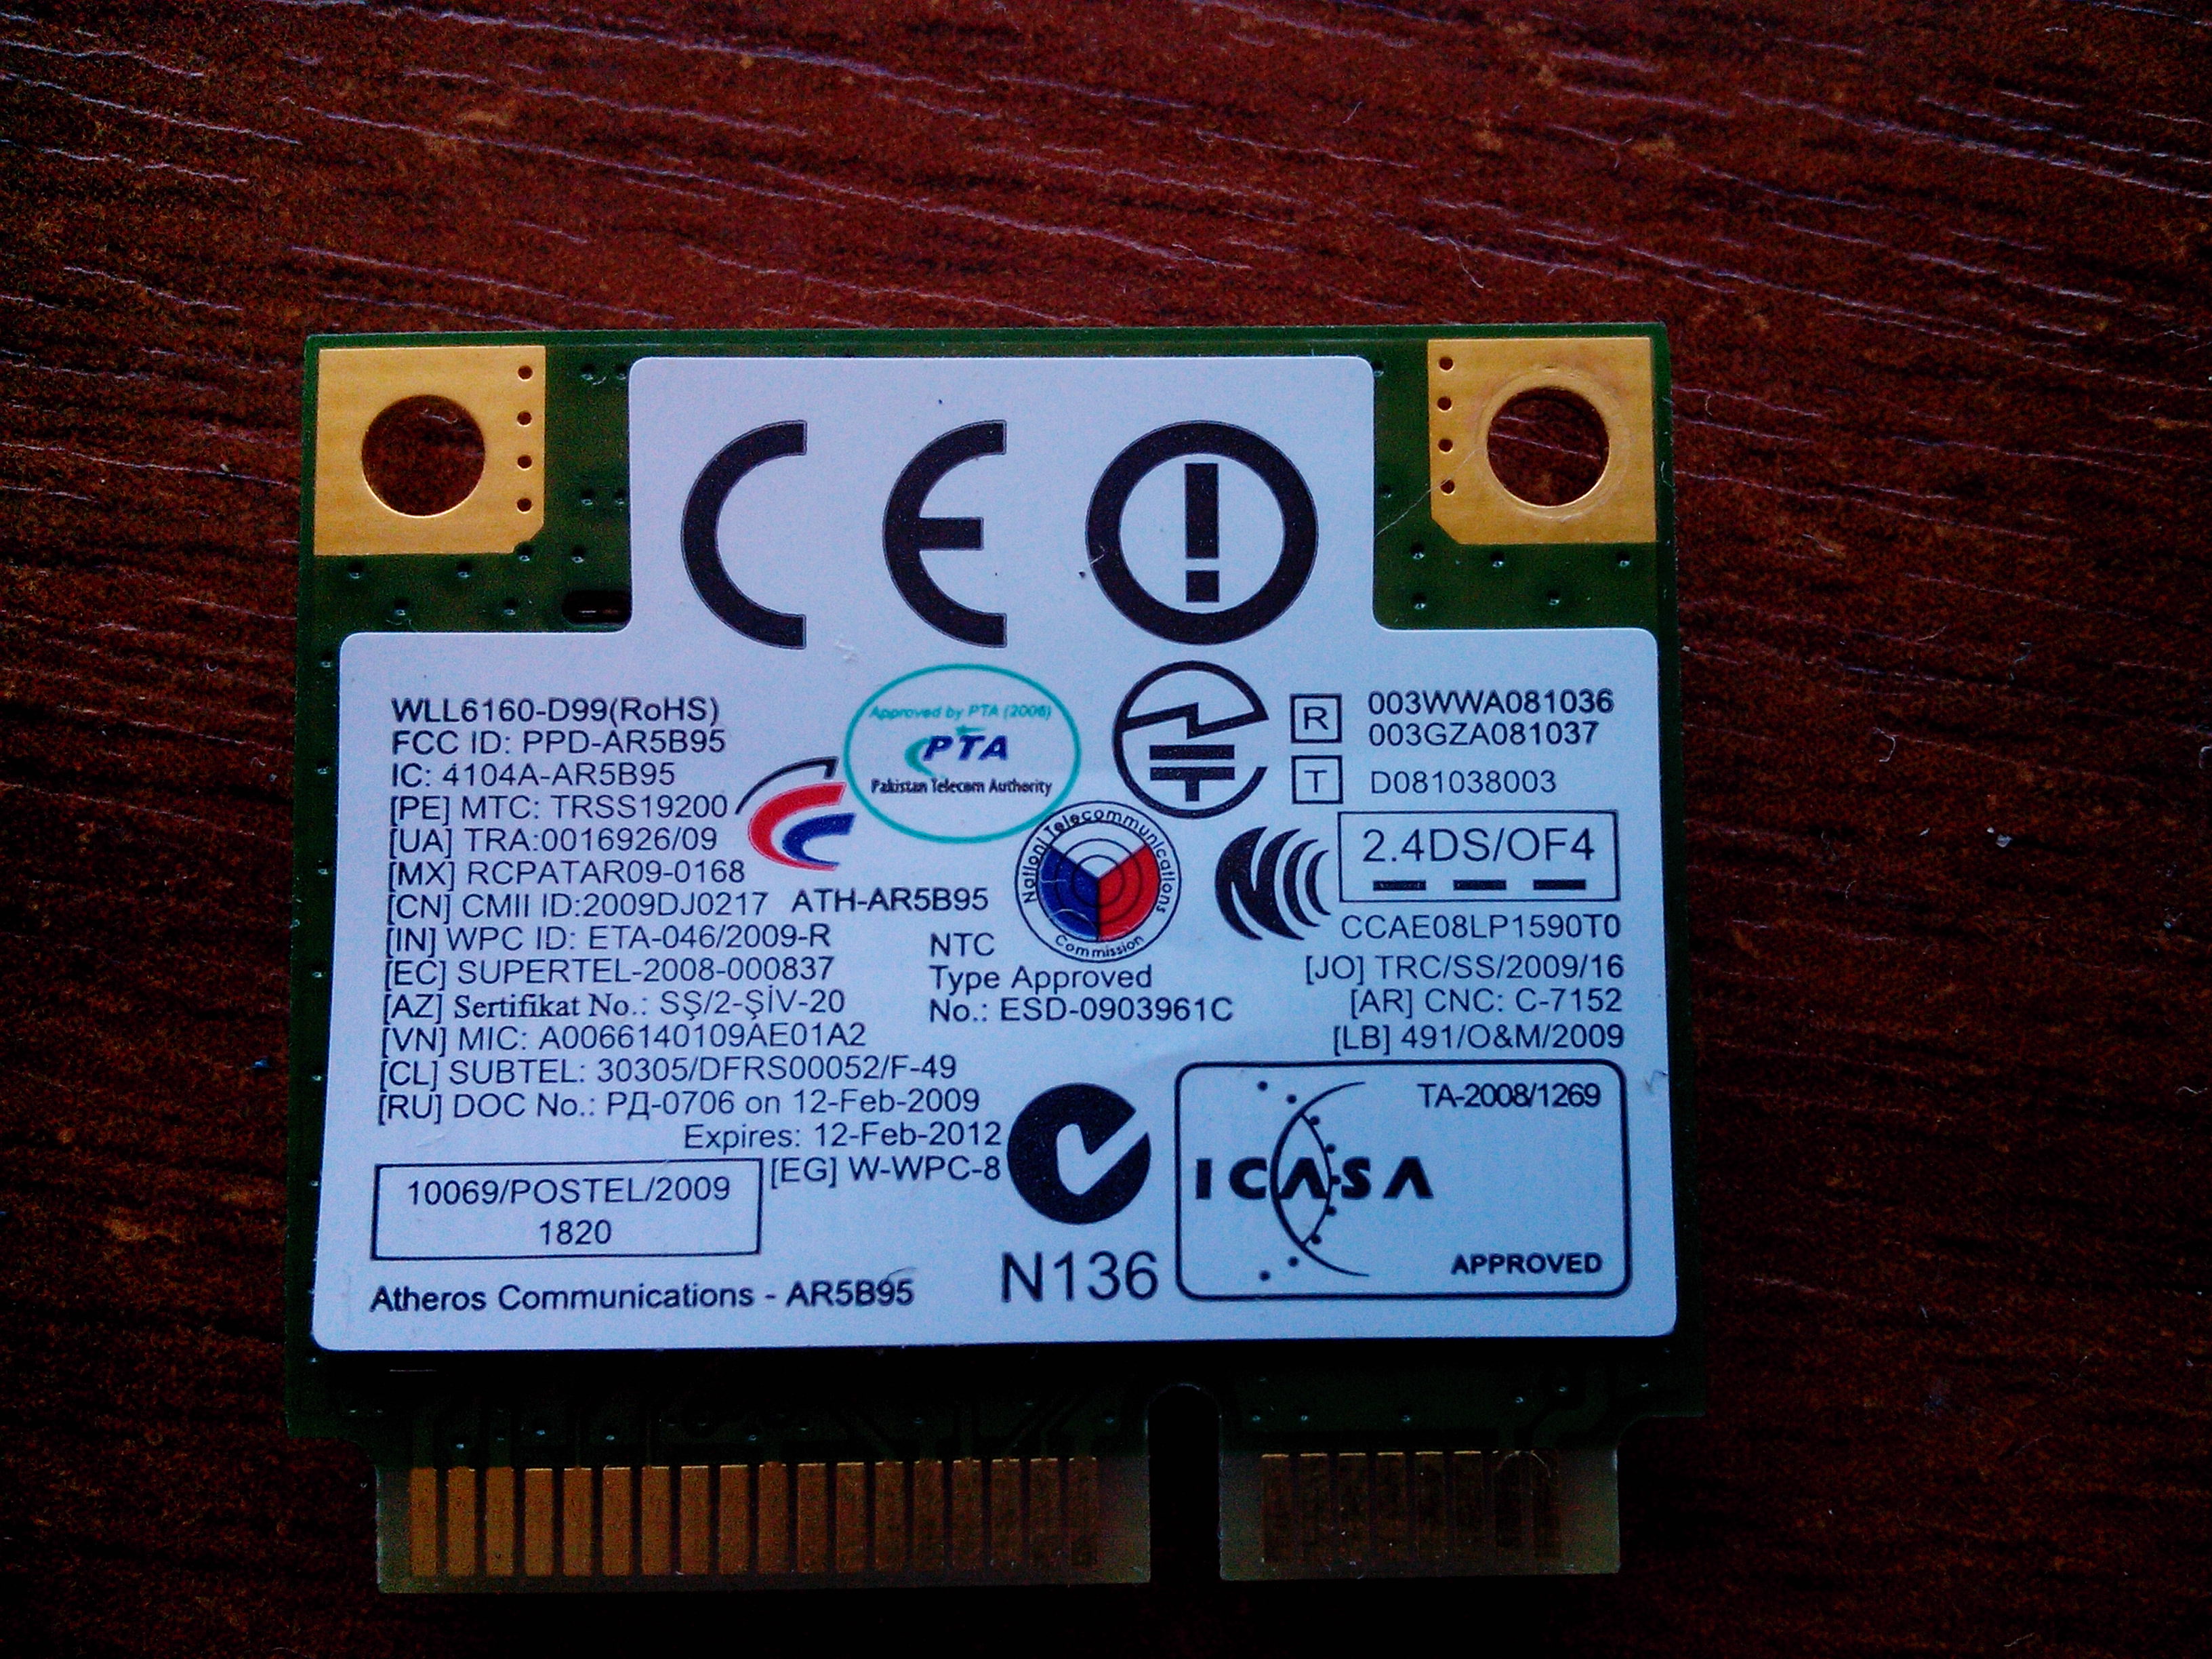 CE
WLL6160-D99(RoHS)
FCC ID: PPD-AR5B95
IC: 4104A-AR5B95
[PE] MTC: TRSS19200
[UA] TRA:0016926/09
[MX] RCPATAR09-0168
[CN] CMII ID:2009DJ0217
[IN] WPC ID: ETA-046/2009-R
[EC] SUPERTEL-2008-000837
[AZ] Sertifikat No.: SŞ/2-ŞİV-20
[VN] MIC: A0066140109AE01A2
[CL] SUBTEL: 30305/DFRS00052/F-49
[RU] DOC No.: РД-0706 on 12-Feb-2009
Expires: 12-Feb-2012
[EG] W-WPC-8
10069/POSTEL/2009
1820
Atheros Communications - AR5B95
Approved by PTA (2006)
PTA
Pakistan Telecom Authority
ATH-AR5B95
Nationl Telecommunications
Commission
NTC
Type Approved
No.: ESD-0903961C
R 003WWA081036
003GZA081037
T D081038003
2.4DS/OF4
CCAE08LP1590T0
[JO] TRC/SS/2009/16
[AR] CNC: C-7152
[LB] 491/O&M/2009
N136
TA-2008/1269
ICASA
APPROVED